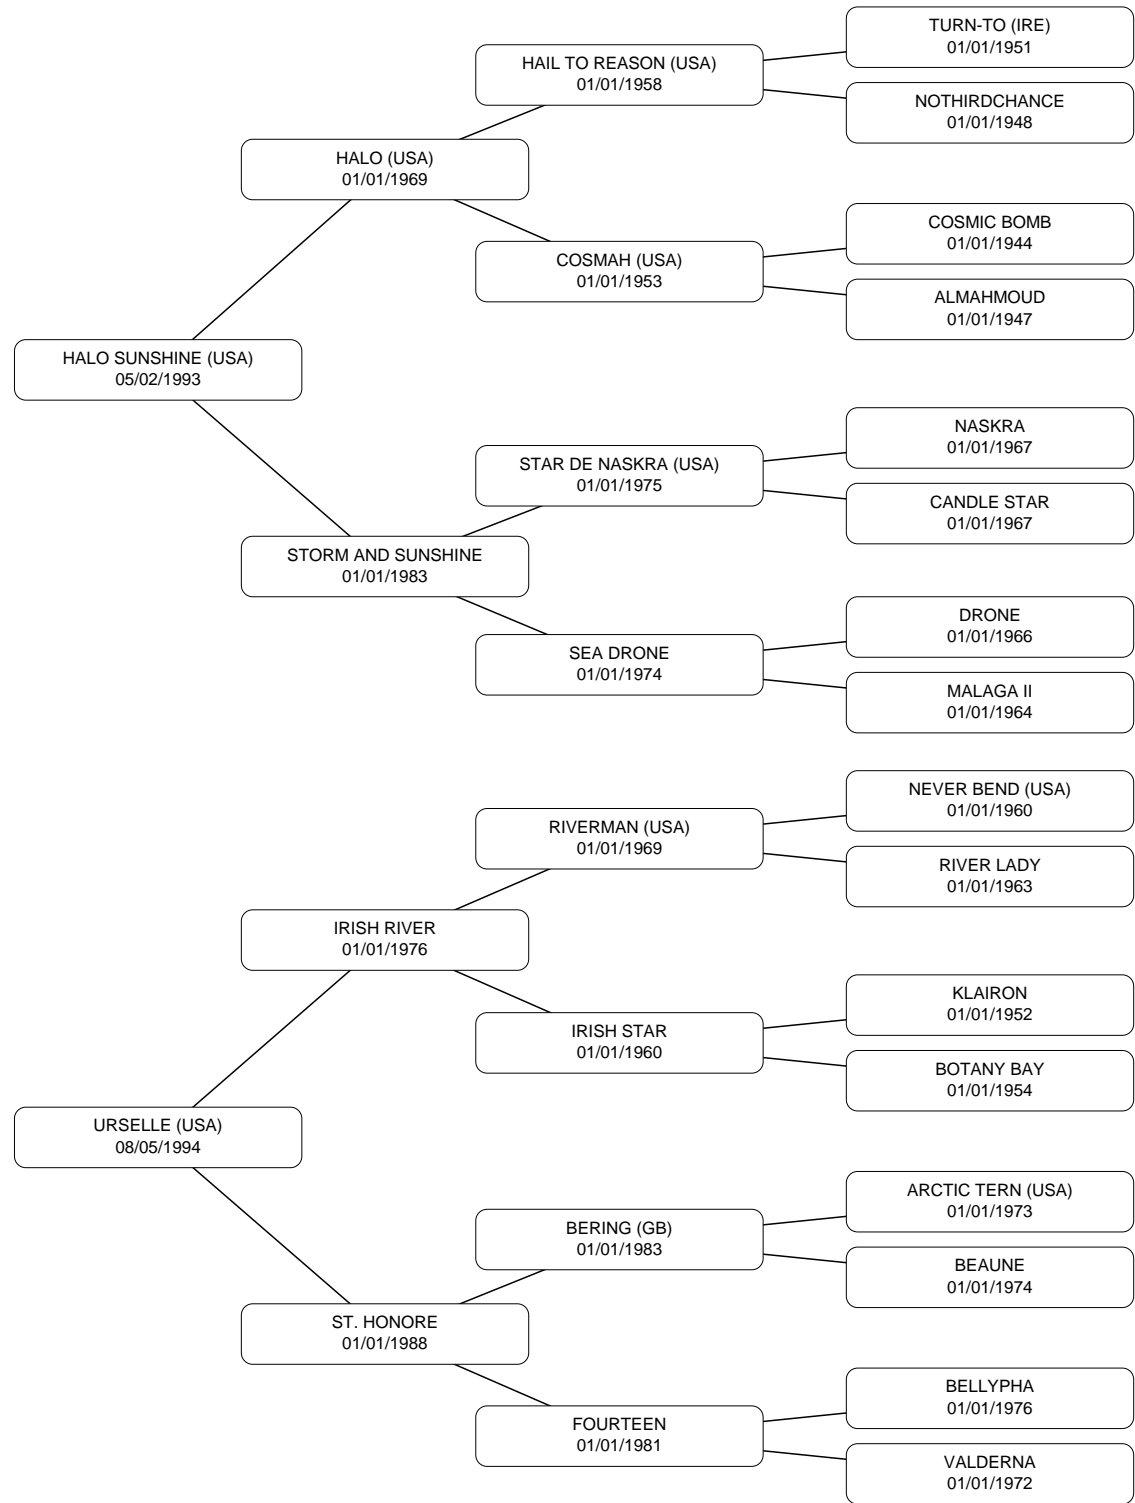 TURN-TO (IRE)
01/01/1951
HAIL TO REASON (USA)
01/01/1958
NOTHIRDCHANCE
01/01/1948
HALO (USA)
01/01/1969
COSMIC BOMB
01/01/1944
COSMAH (USA)
01/01/1953
ALMAHMOUD
01/01/1947
HALO SUNSHINE (USA)
05/02/1993
NASKRA
01/01/1967
STAR DE NASKRA (USA)
01/01/1975
CANDLE STAR
01/01/1967
STORM AND SUNSHINE
01/01/1983
DRONE
01/01/1966
SEA DRONE
01/01/1974
MALAGA II
01/01/1964
NEVER BEND (USA)
01/01/1960
RIVERMAN (USA)
01/01/1969
RIVER LADY
01/01/1963
IRISH RIVER
01/01/1976
KLAIRON
01/01/1952
IRISH STAR
01/01/1960
BOTANY BAY
01/01/1954
URSELLE (USA)
08/05/1994
ARCTIC TERN (USA)
01/01/1973
BERING (GB)
01/01/1983
BEAUNE
01/01/1974
ST. HONORE
01/01/1988
BELLYPHA
01/01/1976
FOURTEEN
01/01/1981
VALDERNA
01/01/1972